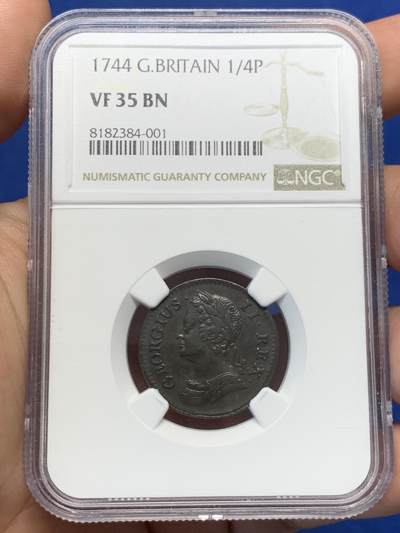 1744 G.BRITAIN 1/4P
VF 35 BN
8182384-001
NUMISMATIC GUARANTY COMPANY
NGC
GEORGIUS II REX